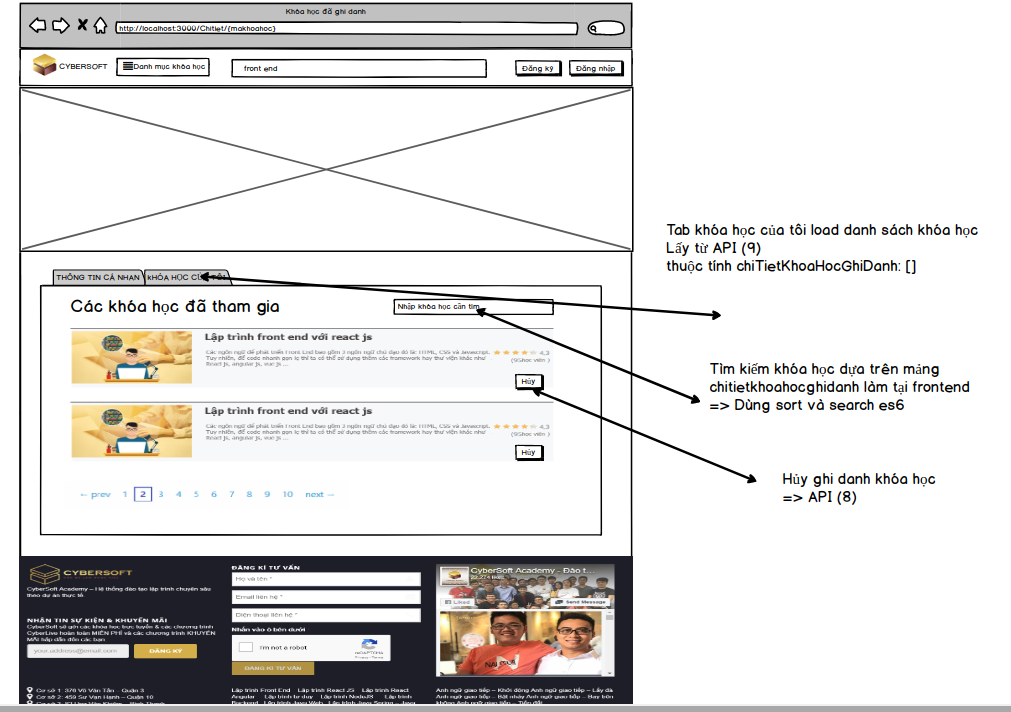 Khóa học đã ghi danh
http://localhost:3000/Chitiet/{makhoahoc}
CYBERSOFT
Danh mục khóa học
front end
Đăng ký
Đăng nhập
THÔNG TIN CÁ NHÂN
KHÓA HỌC CỦA TÔI
Các khóa học đã tham gia
Nhập khóa học cần tìm
Lập trình front end với react js
Các ngôn ngữ để phát triển Front End bao gồm 3 ngôn ngữ chủ đạo đó là: HTML, CSS và Javascript.
Tuy nhiên, để code nhanh gọn lẹ thì ta có thể sử dụng thêm các framework hay thư viện khác như
React js, angular js, vue js ...
4,3
(95học viên )
Hủy
Lập trình front end với react js
Các ngôn ngữ để phát triển Front End bao gồm 3 ngôn ngữ chủ đạo đó là: HTML, CSS và Javascript.
Tuy nhiên, để code nhanh gọn lẹ thì ta có thể sử dụng thêm các framework hay thư viện khác như
React js, angular js, vue js ...
4,3
(95học viên )
Hủy
← prev 1 2 3 4 5 6 7 8 9 10 next →
Tab khóa học của tôi load danh sách khóa học
Lấy từ API (9)
thuộc tính chiTietKhoaHocGhiDanh: []
Tìm kiếm khóa học dựa trên mảng
chitietkhoahocghidanh làm tại frontend
=> Dùng sort và search es6
Hủy ghi danh khóa học
=> API (8)
CYBERSOFT
CyberSoft Academy – Hệ thống đào tạo lập trình chuyên sâu
theo dự án thực tế.
NHẬN TIN SỰ KIỆN & KHUYẾN MÃI
CyberSoft sẽ gởi các khóa học trực tuyến & các chương trình
CyberLive hoàn toàn MIỄN PHÍ và các chương trình KHUYẾN
MÃI hấp dẫn đến các bạn.
your.address@email.com
ĐĂNG KÝ
Cơ sở 1: 376 Võ Văn Tần – Quận 3
Cơ sở 2: 459 Sư Vạn Hạnh – Quận 10
ĐĂNG KÍ TƯ VẤN
Họ và tên *
Email liên hệ *
Điện thoại liên hệ *
Nhấn vào ô bên dưới
I'm not a robot
reCAPTCHA
ĐĂNG KÍ TƯ VẤN
Lập trình Front End Lập trình React JS Lập trình React
Angular Lập trình tư duy Lập trình NodeJS Lập trình
Backend Lập trình Java Web Lập trình Java Spring – Java
CyberSoft Academy – Đào t...
Liked
Send Message
Anh ngữ giao tiếp – Khởi động Anh ngữ giao tiếp – Lấy đà
Anh ngữ giao tiếp – Bật nhảy Anh ngữ giao tiếp – Bay trên
không Anh ngữ giao tiếp – Tiếp đất